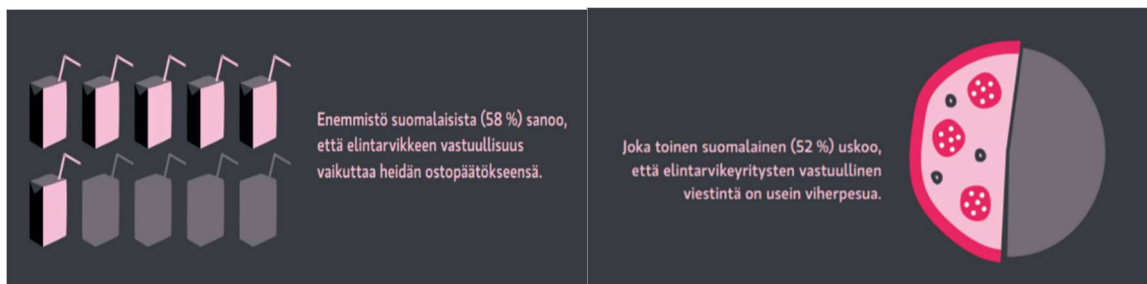 Enemmistö suomalaisista (58 %) sanoo,
että elintarvikkeen vastuullisuus
vaikuttaa heidän ostopäätökseensä.
Joka toinen suomalainen (52 %) uskoo,
että elintarvikeyritysten vastuullinen
viestintä on usein viherpesua.